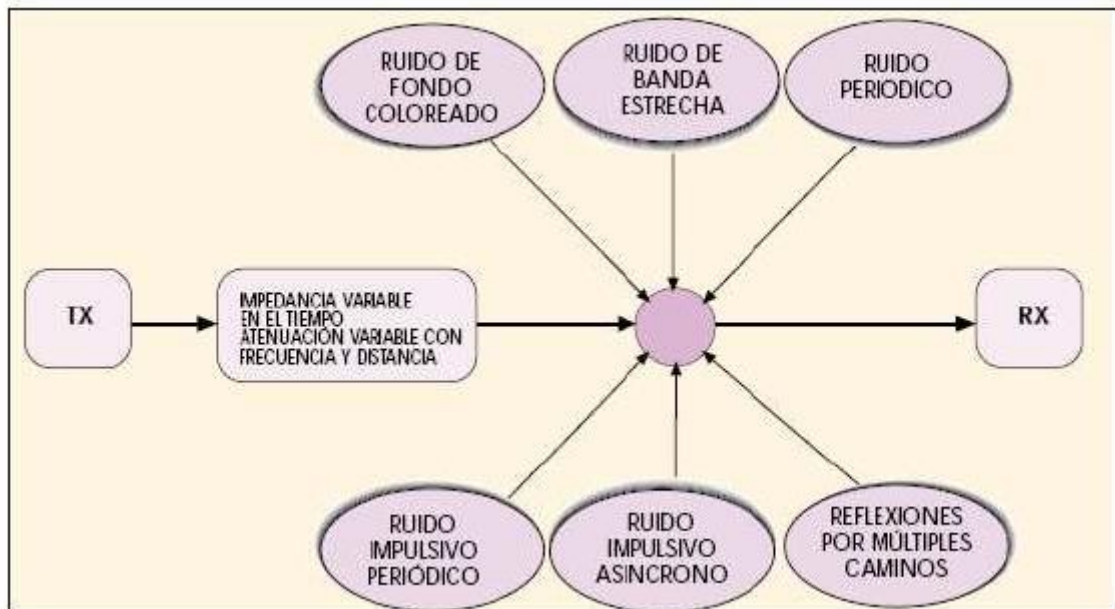 RUIDO DE
FONDO
COLOREADO
RUIDO DE
BANDA
ESTRECHA
RUIDO
PERIODICO
TX
IMPEDANCIA VARIABLE
EN EL TIEMPO
ATENUACIÓN VARIABLE CON
FRECUENCIA Y DISTANCIA
RX
RUIDO
IMPULSIVO
PERIÓDICO
RUIDO
IMPULSIVO
ASINCRONO
REFLEXIONES
POR MÚLTIPLES
CAMINOS